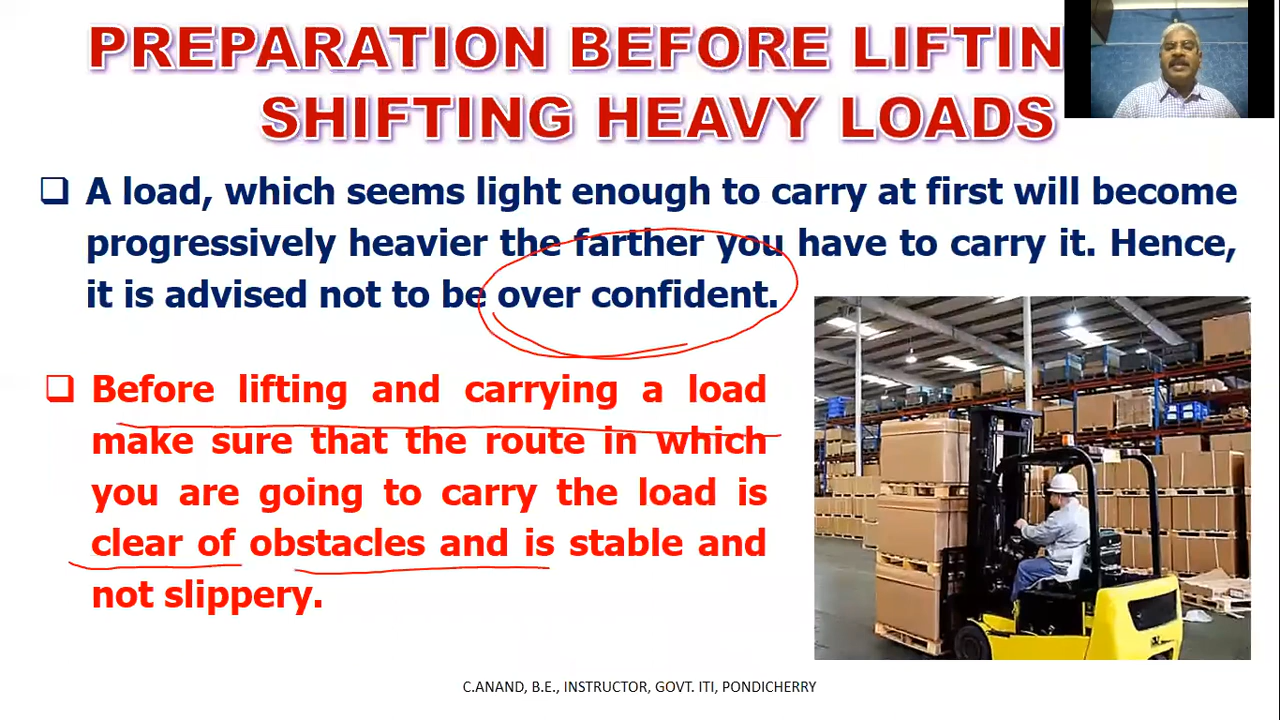 PREPARATION BEFORE LIFTIN
SHIFTING HEAVY LOADS
A load, which seems light enough to carry at first will become
progressively heavier the farther you have to carry it. Hence,
it is advised not to be over confident.
Before lifting and carrying a load
make sure that the route in which
you are going to carry the load is
clear of obstacles and is stable and
not slippery.
C.ANAND, B.E., INSTRUCTOR, GOVT. ITI, PONDICHERRY